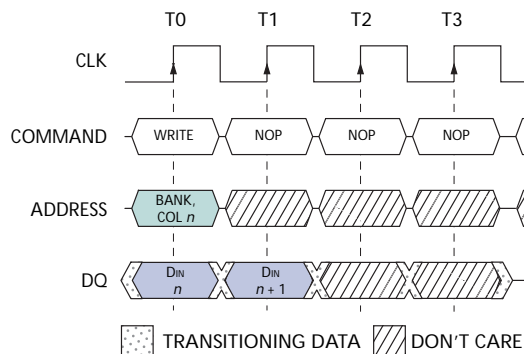 T0 T1 T2 T3
CLK
COMMAND WRITE NOP NOP NOP
ADDRESS BANK,
COL n
DQ DIN DIN
n n + 1
TRANSITIONING DATA DON'T CARE